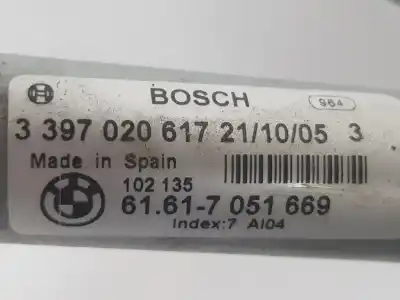 BOSCH 964
3 397 020 617 21/10/05 3
Made in Spain
102 135
61.61-7 051 669
Index:7 AI04